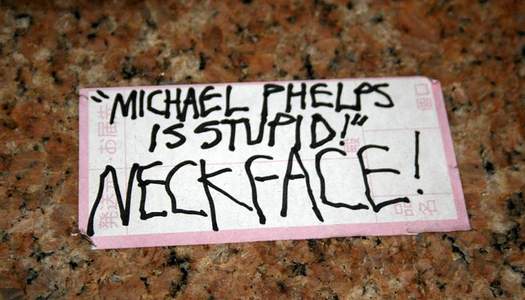 "MICHAEL PHELPS
IS STUPID!"
NECKFACE!